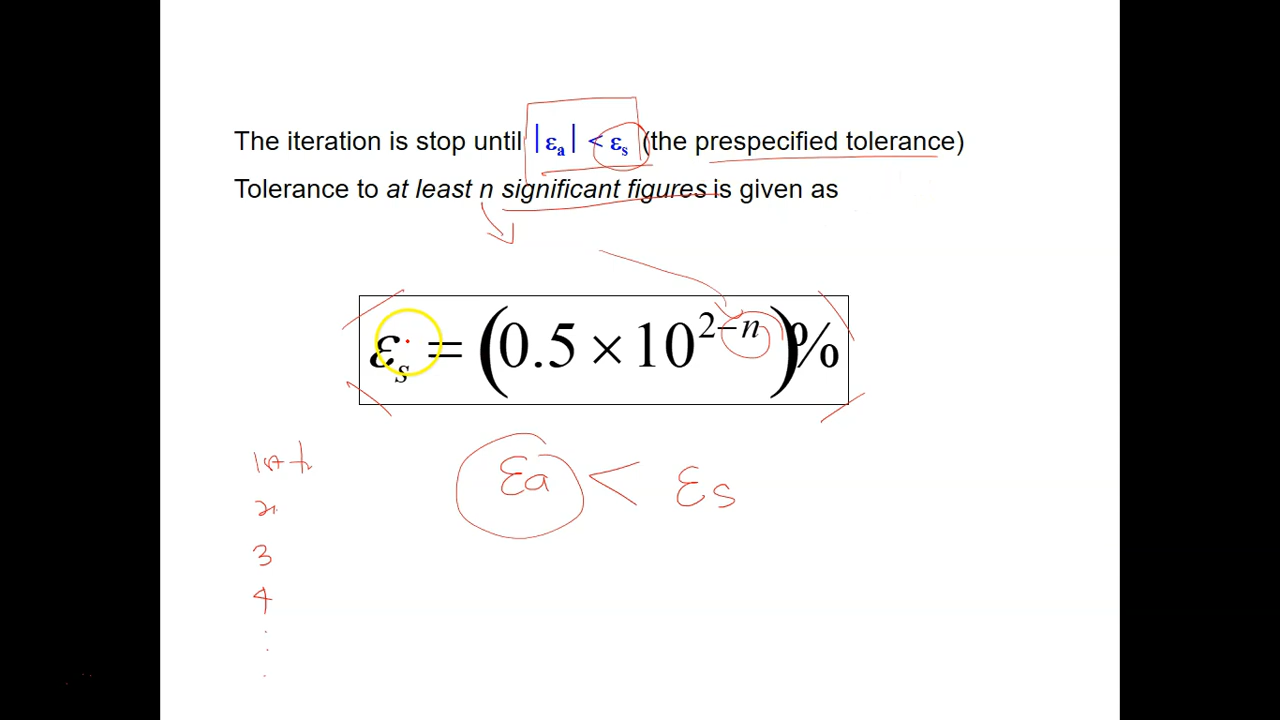 The iteration is stop until |εa| < εs (the prespecified tolerance)
Tolerance to at least n significant figures is given as
εs = (0.5 × 10^2−n)%
εa < εs
1st
3
4